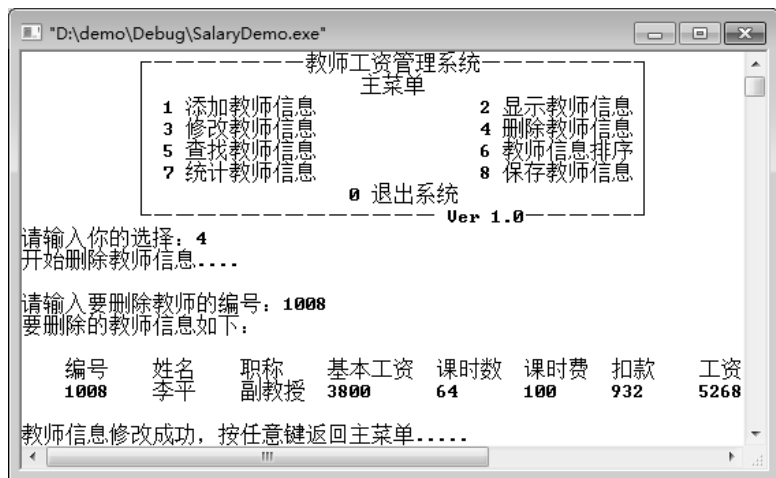 "D:\demo\Debug\SalaryDemo.exe"
教师工资管理系统
主菜单
1 添加教师信息 2 显示教师信息
3 修改教师信息 4 删除教师信息
5 查找教师信息 6 教师信息排序
7 统计教师信息 8 保存教师信息
0 退出系统
Ver 1.0
请输入你的选择：4
开始删除教师信息....
请输入要删除教师的编号：1008
要删除的教师信息如下：
编号 姓名 职称 基本工资 课时数 课时费 扣款 工资
1008 李平 副教授 3800 64 100 932 5268
教师信息修改成功，按任意键返回主菜单.....